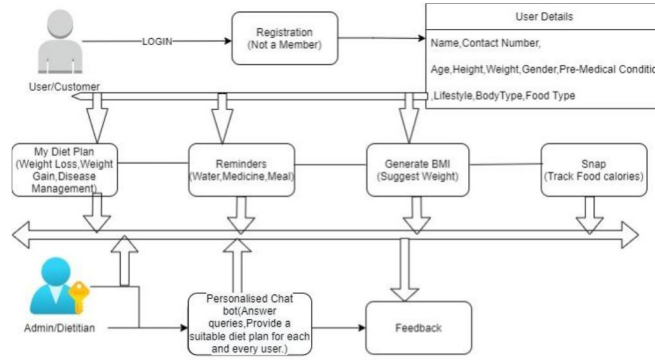 User Details
LOGIN
Registration
(Not a Member)
Name,Contact Number,
Age,Height,Weight,Gender,Pre-Medical Conditio
,Lifestyle,BodyType,Food Type
User/Customer
My Diet Plan
(Weight Loss,Weight
Gain,Disease
Management)
Reminders
(Water,Medicine,Meal)
Generate BMI
(Suggest Weight)
Snap
(Track Food calories)
Admin/Dietitian
Personalised Chat
bot(Answer
queries,Provide a
suitable diet plan for each
and every user.)
Feedback